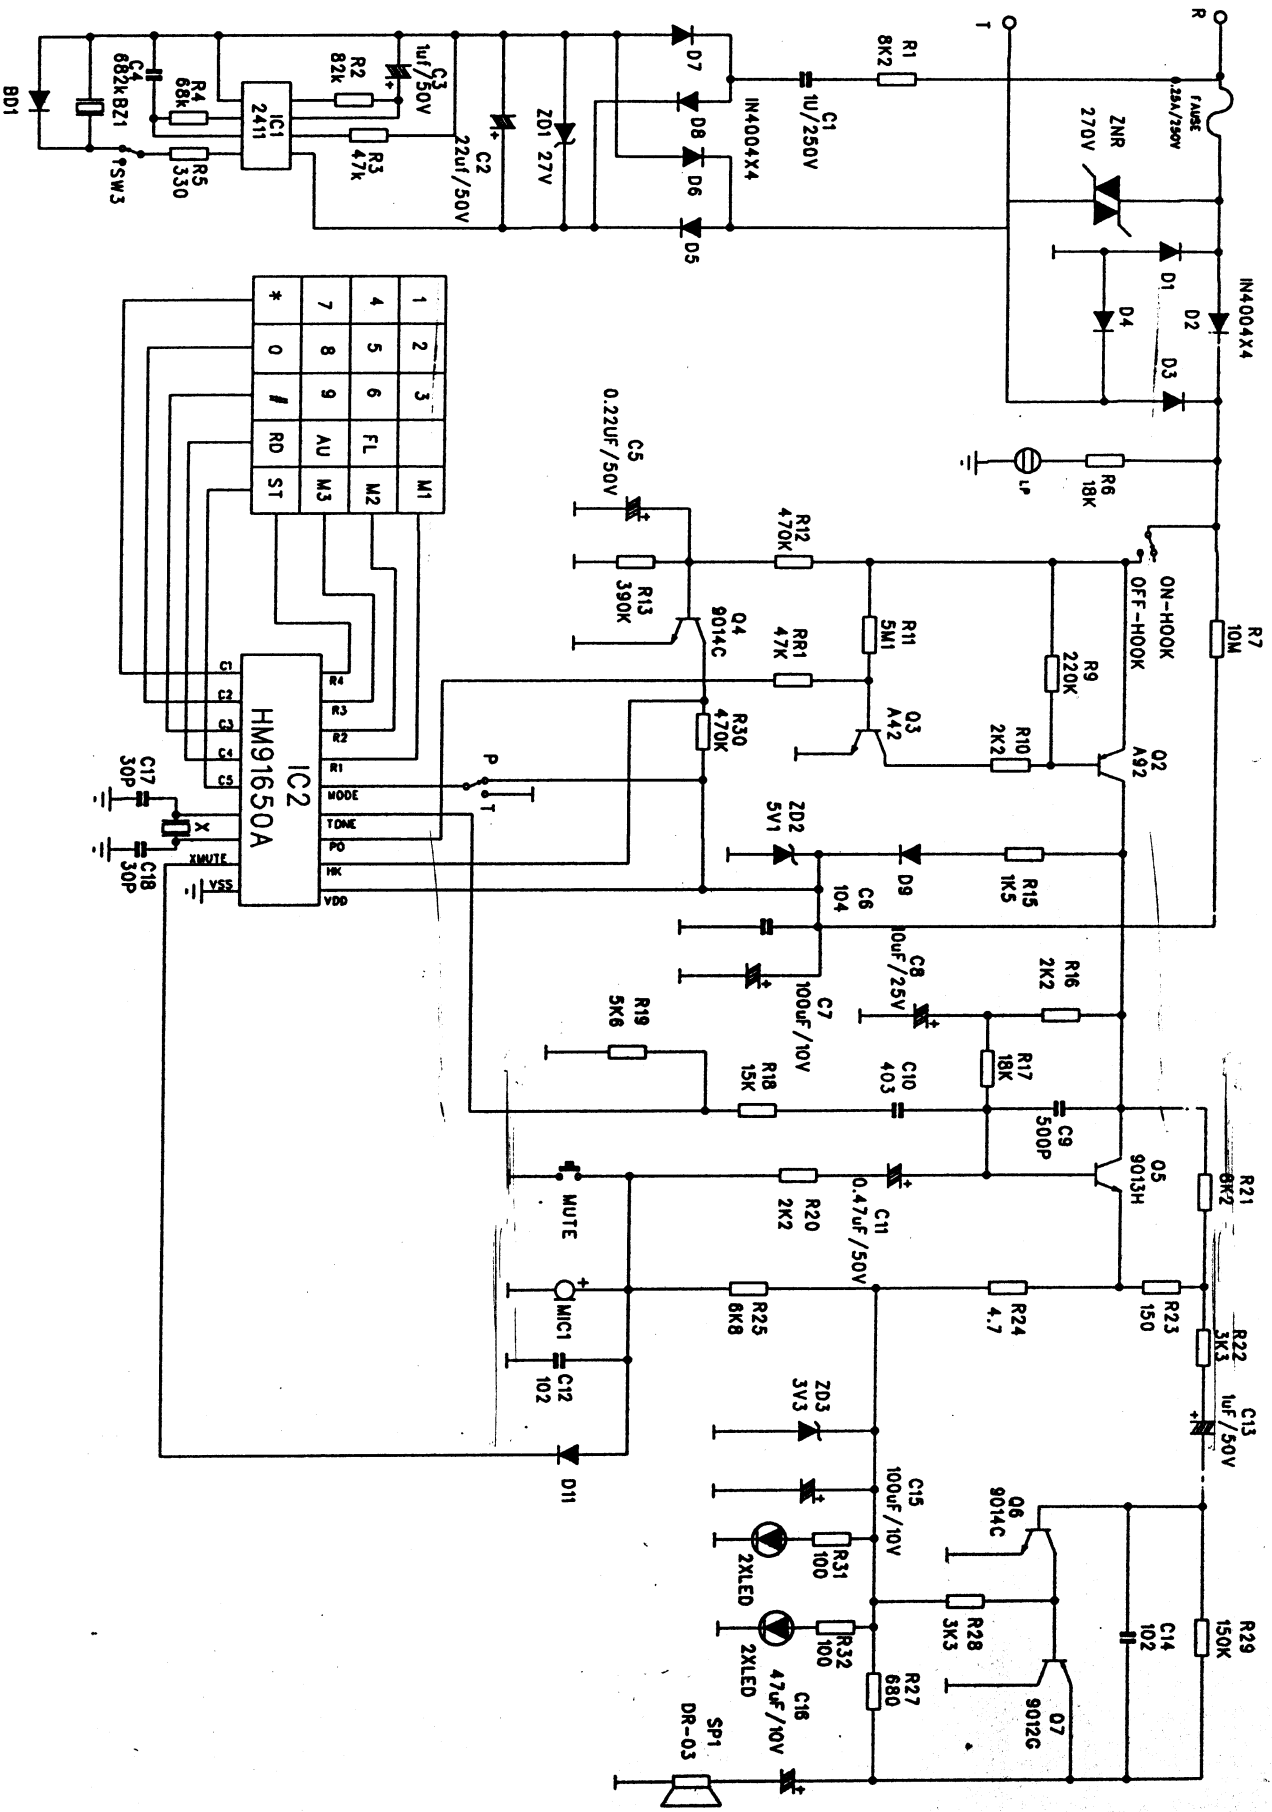 R
T
FAUSE
0.25A/250V
ZNR
270V
D1
D2
IN4004X4
D4
D3
R6
18K
LP
R1
8K2
C1
1U/250V
IN4004X4
D7
D8
D6
D5
ZD1 27V
C2
22uf/50V
C3
1uf/50V
R2
82k
R3
47k
IC1
2411
R4
68k
C4
682k
BZ1
R5
330
SW3
BD1
ON-HOOK
OFF-HOOK
R7
10M
R9
220K
Q2
A92
R10
2K2
R11
5M1
Q3
A42
R12
470K
RR1
47K
C5
0.22UF/50V
R13
390K
Q4
9014C
R30
470K
1
2
3
M1
4
5
6
FL
M2
7
8
9
AU
M3
*
0
#
RD
ST
C1
C2
C3
C4
C5
R4
R3
R2
R1
MODE
TONE
PO
HK
VDD
XMUTE
VSS
IC2
HM91650A
P
T
C17
30P
X
C18
30P
ZD2
5V1
D9
R15
1K5
C6
104
C7
100uF/10V
C8
10uF/25V
R16
2K2
R17
18K
R19
5K6
R18
15K
C10
403
C9
500P
Q5
9013H
R21
8K2
MUTE
R20
2K2
C11
0.47uF/50V
MIC1
R25
6K8
R24
4.7
R23
150
R22
3K3
C12
102
C13
1uF/50V
D11
ZD3
3V3
C15
100uF/10V
R31
100
2XLED
R32
100
2XLED
Q6
9014C
R28
3K3
C14
102
R29
150K
Q7
9012G
R27
680
C16
47uF/10V
SP1
DR-03